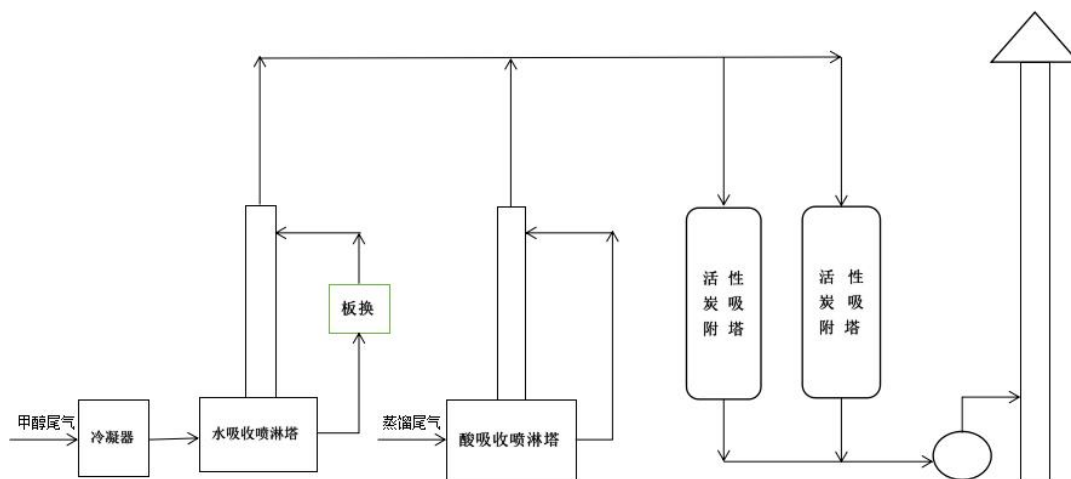 甲醇尾气
冷凝器
水吸收喷淋塔
板换
蒸馏尾气
酸吸收喷淋塔
活性
炭吸
附塔
活性
炭吸
附塔